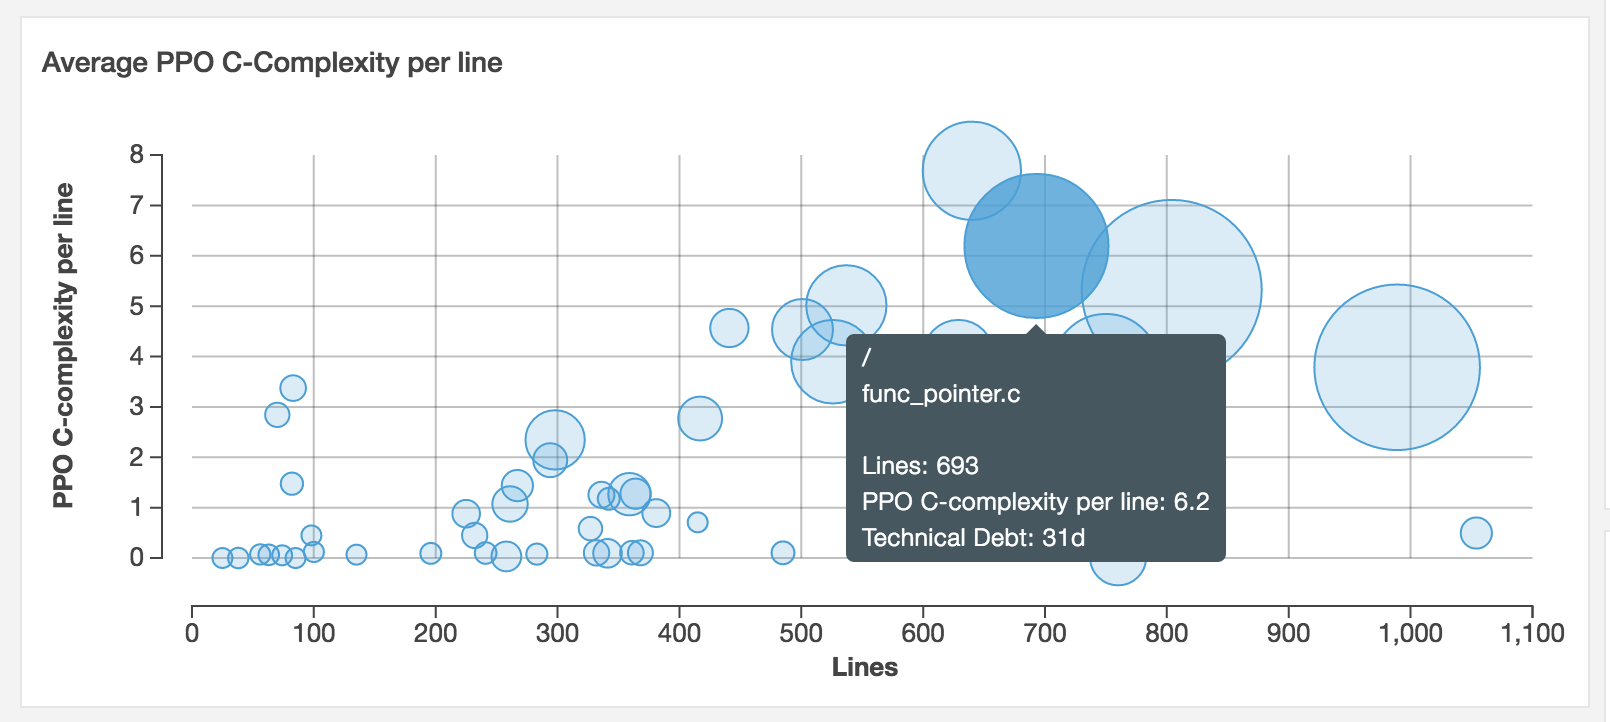 Average PPO C-Complexity per line
PPO C-complexity per line
8
7
6
5
4
3
2
1
0
/
func_pointer.c
Lines: 693
PPO C-complexity per line: 6.2
Technical Debt: 31d
0 100 200 300 400 500 600 700 800 900 1,000 1,100
Lines